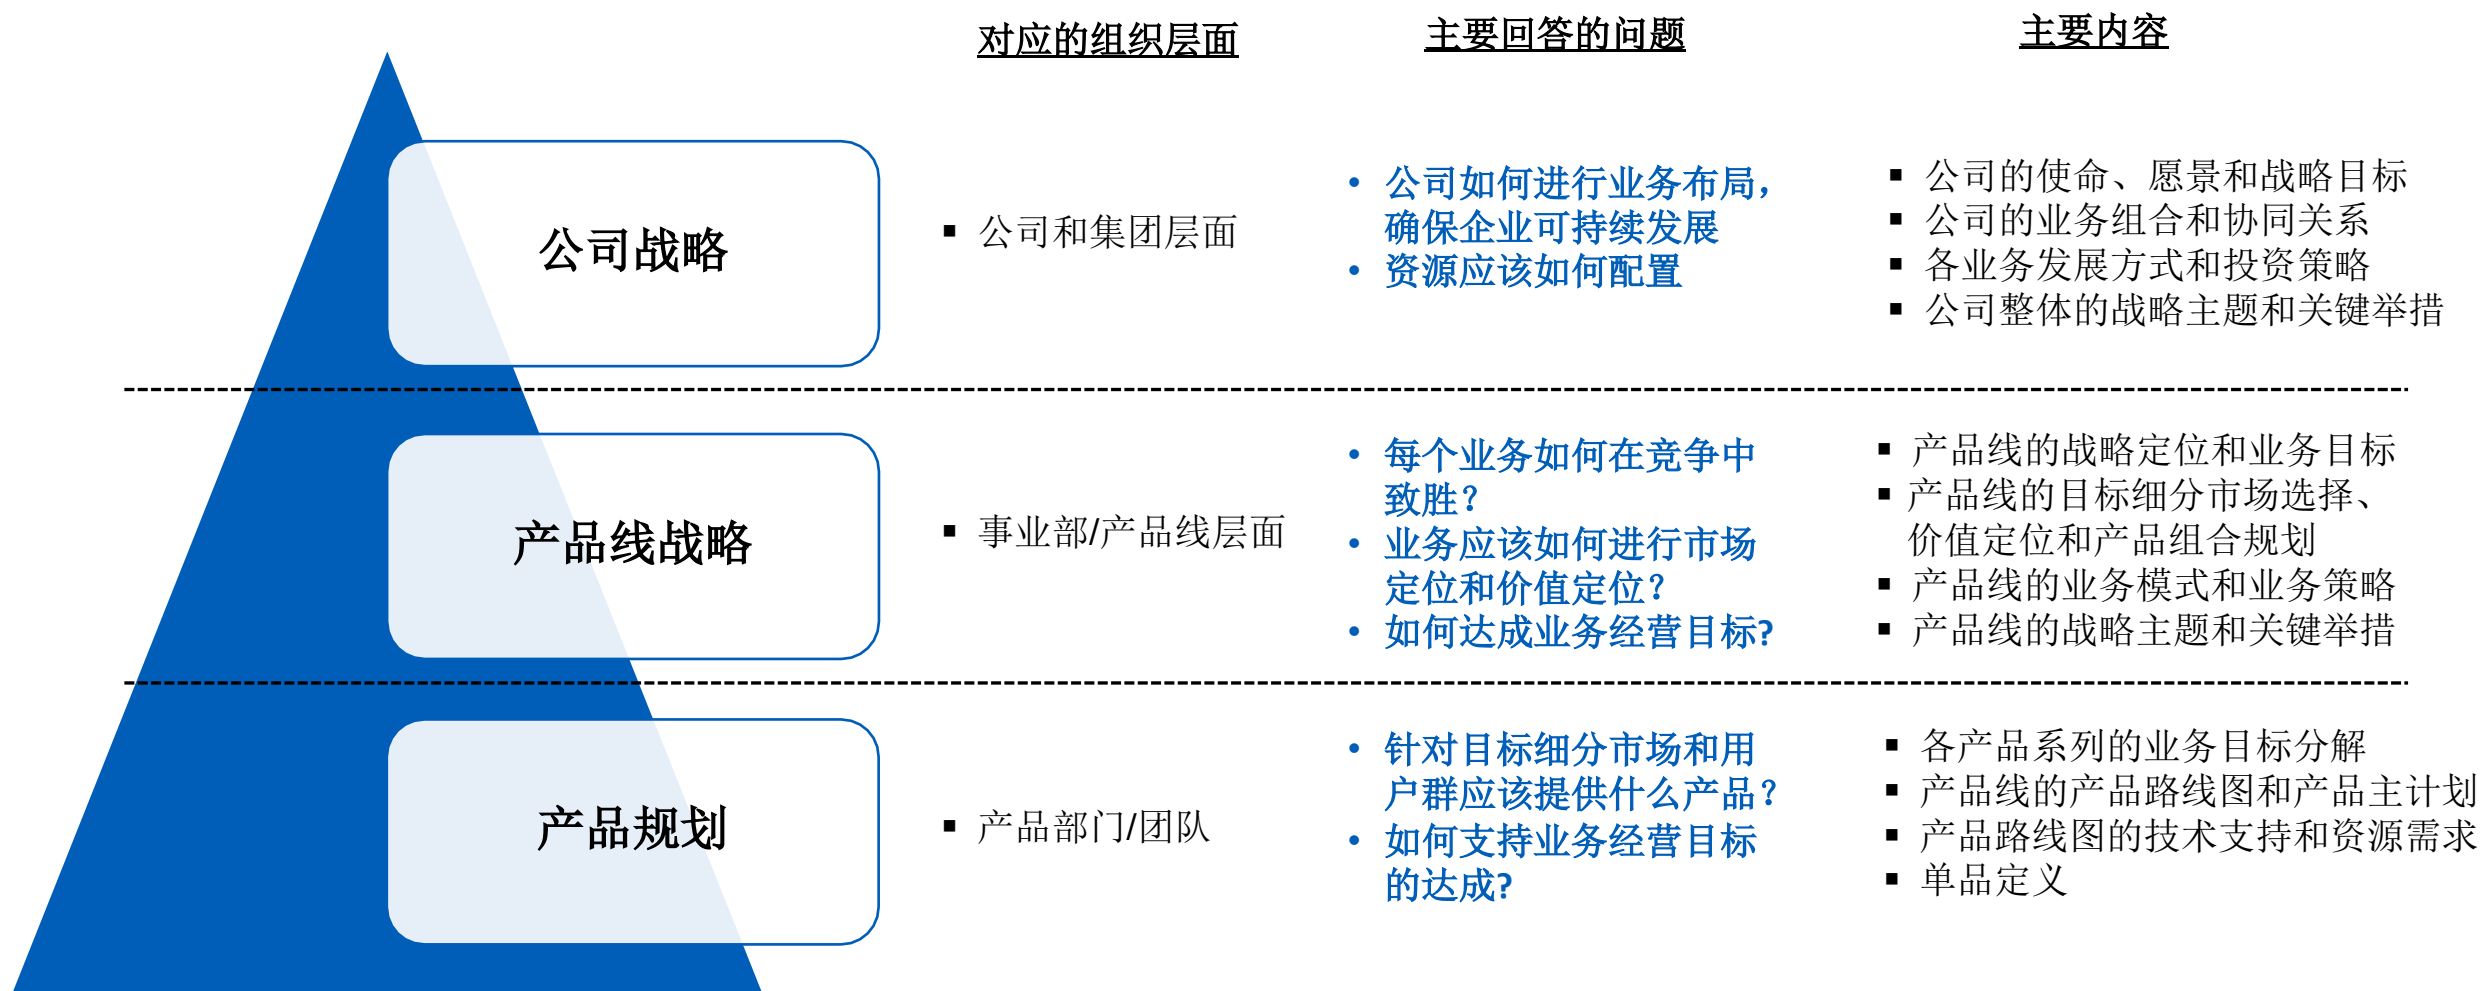 对应的组织层面
主要回答的问题
主要内容
公司战略
▪ 公司和集团层面
• 公司如何进行业务布局，
确保企业可持续发展
• 资源应该如何配置
▪ 公司的使命、愿景和战略目标
▪ 公司的业务组合和协同关系
▪ 各业务发展方式和投资策略
▪ 公司整体的战略主题和关键举措
产品线战略
▪ 事业部/产品线层面
• 每个业务如何在竞争中
致胜？
• 业务应该如何进行市场
定位和价值定位？
• 如何达成业务经营目标?
▪ 产品线的战略定位和业务目标
▪ 产品线的目标细分市场选择、
价值定位和产品组合规划
▪ 产品线的业务模式和业务策略
▪ 产品线的战略主题和关键举措
产品规划
▪ 产品部门/团队
• 针对目标细分市场和用
户群应该提供什么产品？
• 如何支持业务经营目标
的达成?
▪ 各产品系列的业务目标分解
▪ 产品线的产品路线图和产品主计划
▪ 产品路线图的技术支持和资源需求
▪ 单品定义